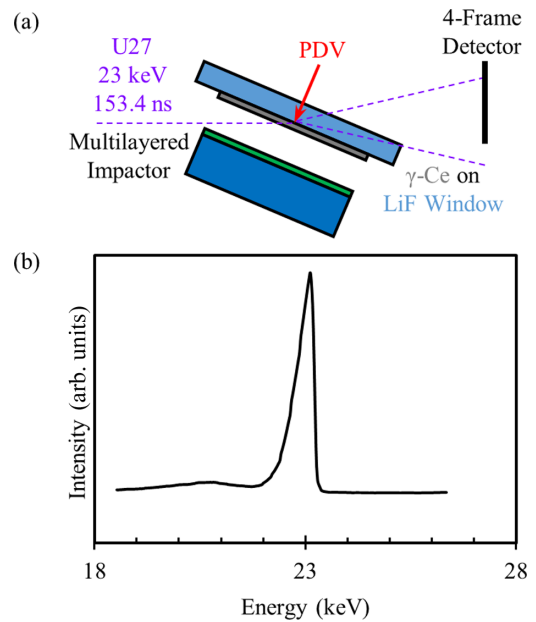 (a)
U27
23 keV
153.4 ns
PDV
4-Frame
Detector
Multilayered
Impactor
γ-Ce on
LiF Window
(b)
Intensity (arb. units)
18
23
28
Energy (keV)